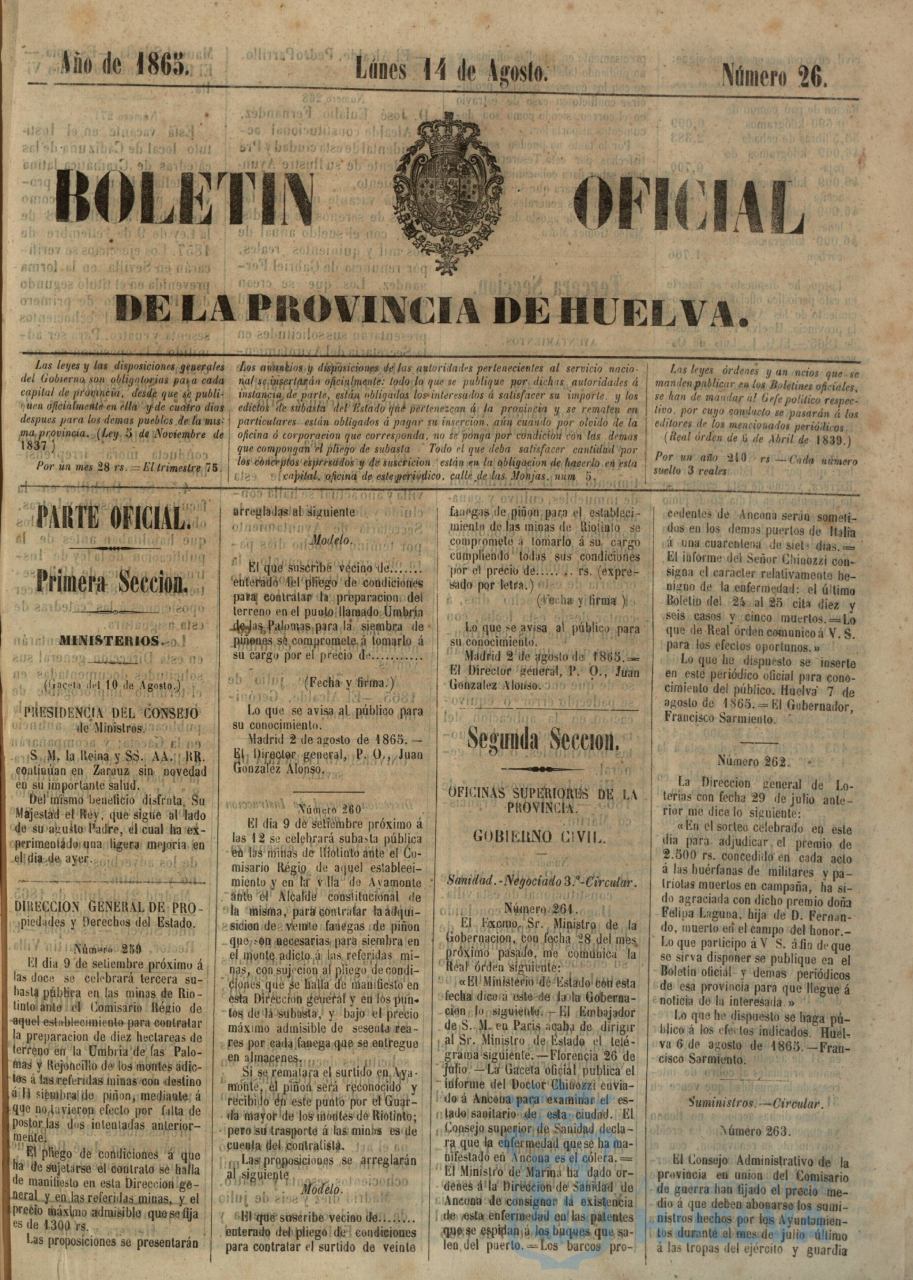 Año de 1865.
Lúnes 14 de Agosto.
Número 26.
BOLETIN OFICIAL
DE LA PROVINCIA DE HUELVA.
Las leyes y las disposiciones generales
del Gobierno son obligatorias para cada
capital de provincia, desde que se publi-
quen oficialmente en ella y de cuatro dias
despues para los demas pueblos de la mis-
ma provincia. (Ley 3 de Noviembre de
1837)
Por un mes 28 rs. = El trimestre 75.
Los anuncios y disposiciones de las autoridades pertenecientes al servicio nacio-
nal se insertarán oficialmente: todo lo que se publique por dichas autoridades á
instancia de parte, están obligados los interesados á satisfacer su importe, y los
edictos de subasta del Estado que pertenezcan á la provincia y se rematen en
particulares están obligados á pagar su insercion, aún cuando por olvido de la
oficina ó corporacion que corresponda, no se ponga por condicion con las demas
que compongan el pliego de subasta Todo el que deba satisfacer cantidad por
los conceptos espresados y de suscricion están en la obligacion de hacerlo en esta
capital, oficina de este periódico, calle de las Monjas, num 5.
Las leyes órdenes y an ncios que se
manden publicar en los Boletines oficiales,
se han de mandar al Gefe político respec-
tivo, por cuyo conducto se pasarán á los
editores de los mencionados periódicos.
(Real órden de 6 de Abril de 1839.)
Por un año 240 rs — Cada número
suelto 3 reales
PARTE OFICIAL.
Primera Seccion.
MINISTERIOS.
(Gaceta del 10 de Agosto.)
PRESIDENCIA DEL CONSEJO
de Ministros.
S. M. la Reina y SS. AA. RR.
continúan en Zarauz sin novedad
en su importante salud.
Del mismo beneficio disfruta, Su
Majestad el Rey, que sigue al lado
de su agusto Padre, el cual ha ex-
perimentado una ligera mejoria en
el dia de ayer.
DIRECCION GENERAL DE PRO-
piedades y Derechos del Estado.
Número 259
El dia 9 de setiembre próximo á
las doce se celebrará tercera su-
basta pública en las minas de Rio-
tinto ante el Comisario Régio de
aquel establecimiento para contratar
la preparacion de diez hectareas de
terreno en la Umbria de las Palo-
mas y Rejoncillo de los montes adic-
tos á las referidas minas con destino
á la siembra de piñon, mediante á
que no tuvieron efecto por falta de
postor las dos intentadas anterior-
mente.
El pliego de condiciones á que
ha de sujetarse el contrato se halla
de manifiesto en esta Direccion ge-
neral y en las referidas minas, y el
precio máximo admisible que se fija
es de 1300 rs.
Las proposiciones se presentarán
arregladas al siguiente
Modelo.
El que suscribe vecino de.......
enterado del pliego de condiciones
para contratar la preparacion del
terreno en el punto llamado Umbria
de las Palomas para la siembra de
piñones se compromete á tomarlo á
su cargo por el precio de..........
(Fecha y firma.)
Lo que se avisa al público para
su conocimiento.
Madrid 2 de agosto de 1865. —
El Director general, P. O., Juan
Gonzalez Alonso.
Número 260
El dia 9 de setiembre próximo á
las 12 se celebrará subasta pública
en las minas de Riotinto ante el Co-
misario Régio de aquel estableci-
miento y en la villa de Ayamonte
ante el Alcalde constitucional de
la misma, para contratar la adqui-
sicion de veinte fanegas de piñon
que son necesarias para siembra en
el monte adicto á las referidas mi-
nas, con sujecion al pliego de condi-
ciones que se halla de manifiesto en
esta Direccion general y en los pun-
tos de la subasta, y bajo el precio
máximo admisible de sesenta rea-
res por cada fanega que se entregue
en almacenes.
Si se rematara el surtido en Aya-
monte, el piñon será reconocido y
recibido en este punto por el Guar-
da mayor de los montes de Riotinto;
pero su trasporte á las minas es de
cuenta del contratista.
Las proposiciones se arreglarán
al siguiente
Modelo.
El que suscribe vecino de........
enterado del pliego de condiciones
para contratar el surtido de veinte
fanegas de piñon para el estableci-
miento de las minas de Riotinto se
compromete á tomarlo á su cargo
cumpliendo todas sus condiciones
por el precio de..... .. rs. (expre-
sado por letra.)
(Fecha y firma )
Lo que se avisa al público para
su conocimiento.
Madrid 2 de agosto de 1865. =
El Director general, P. O., Juan
Gonzalez Alonso.
Segunda Seccion.
OFICINAS SUPERIORES DE LA
PROVINCIA.
GOBIERNO CIVIL.
Sanidad. - Negociado 3.º - Circular.
Número 261.
El Excmo. Sr. Ministro de la
Gobernacion, con fecha 28 del mes
próximo pasado, me comunica la
Real órden siguiente:
«El Ministerio de Estado con esta
fecha dice á este de la la Goberna-
cion lo siguiente. — El Embajador
de S. M. en Paris acaba de dirigir
al Sr. Ministro de Estado el telé-
grama siguiente. — Florencia 26 de
julio — La Gaceta oficial publica el
informe del Doctor Chinozzi envia-
do á Ancona para examinar el es-
tado sanitario de esta ciudad. El
Consejo superior de Sanidad decla-
ra que la enfermedad que se ha ma-
nifestado en Ancona es el cólera. =
El Ministro de Marina ha dado or-
denes á la Direccion de Sanidad de
Ancona de consignar la existencia
de esta enfermedad en las patentes
que se espidan á los buques que sa-
len del puerto. = Los barcos pro-
cedentes de Ancona serán someti-
dos en los demas puertos de Italia
á una cuarentena de siete dias. =
El informe del Señor Chinozzi con-
signa el caracter relativamente be-
nigno de la enfermedad: el último
Boletin del 24 al 25 cita diez y
seis casos y cinco muertos. = Lo
que de Real órden comunico á V. S.
para los efectos oportunos.»
Lo que he dispuesto se inserte
en este periódico oficial para cono-
cimiento del público. Huelva 7 de
agosto de 1865. = El Gobernador,
Francisco Sarmiento.
Número 262.
La Direccion general de Lo-
terías con fecha 29 de julio ante-
rior me dice lo siguiente:
«En el sorteo celebrado en este
dia para adjudicar, el premio de
2.500 rs. concedido en cada acto
á las huérfanas de militares y pa-
triotas muertos en campaña, ha si-
do agraciada con dicho premio doña
Felipa Laguna, hija de D. Fernan-
do, muerto en el campo del honor.—
Lo que participo á V S. á fin de que
se sirva disponer se publique en el
Boletin oficial y demas periódicos
de esa provincia para que llegue á
noticia de la interesada.»
Lo que he dispuesto se haga pú-
blico á los efectos indicados. Huel-
va 6 de agosto de 1865. — Fran-
cisco Sarmiento.
Suministros. — Circular.
Número 263.
El Consejo Administrativo de la
provincia en union del Comisario
de guerra han fijado el precio me-
dio á que deben abonarse los sumi-
nistros hechos por los Ayuntamien-
tos durante el mes de julio último
á las tropas del ejército y guardia